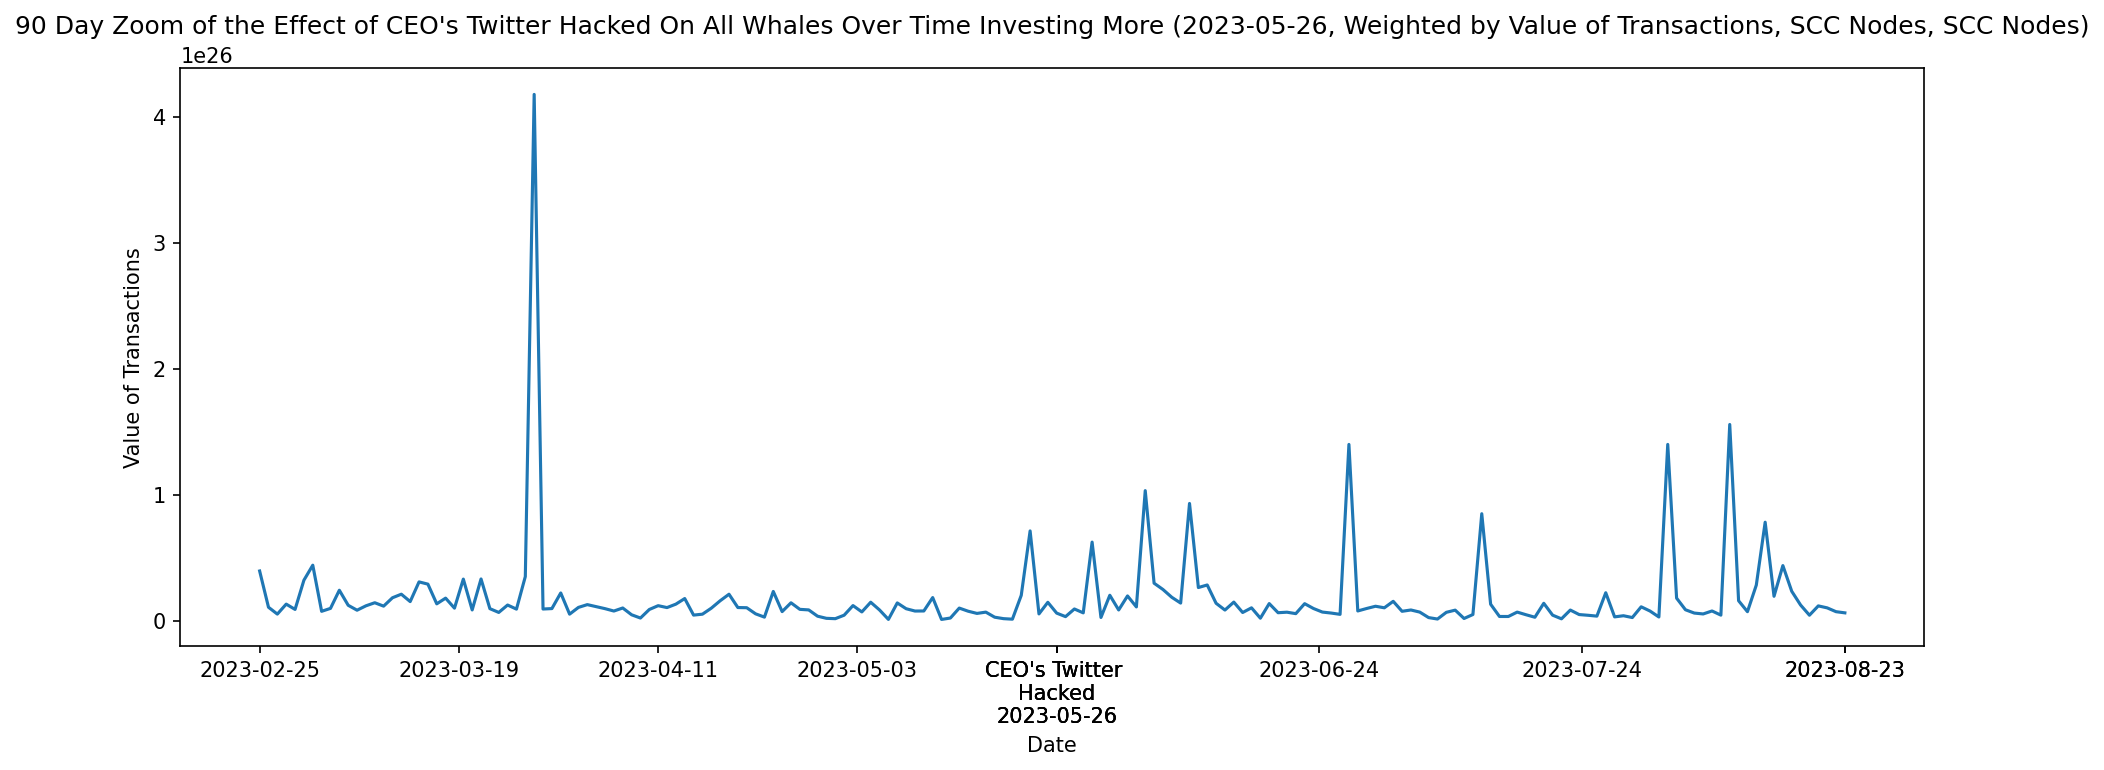 90 Day Zoom of the Effect of CEO's Twitter Hacked On All Whales Over Time Investing More (2023-05-26, Weighted by Value of Transactions, SCC Nodes, SCC Nodes)
1e26
4
3
2
1
0
Value of Transactions
2023-02-25
2023-03-19
2023-04-11
2023-05-03
CEO's Twitter
Hacked
2023-05-26
2023-06-24
2023-07-24
2023-08-23
Date